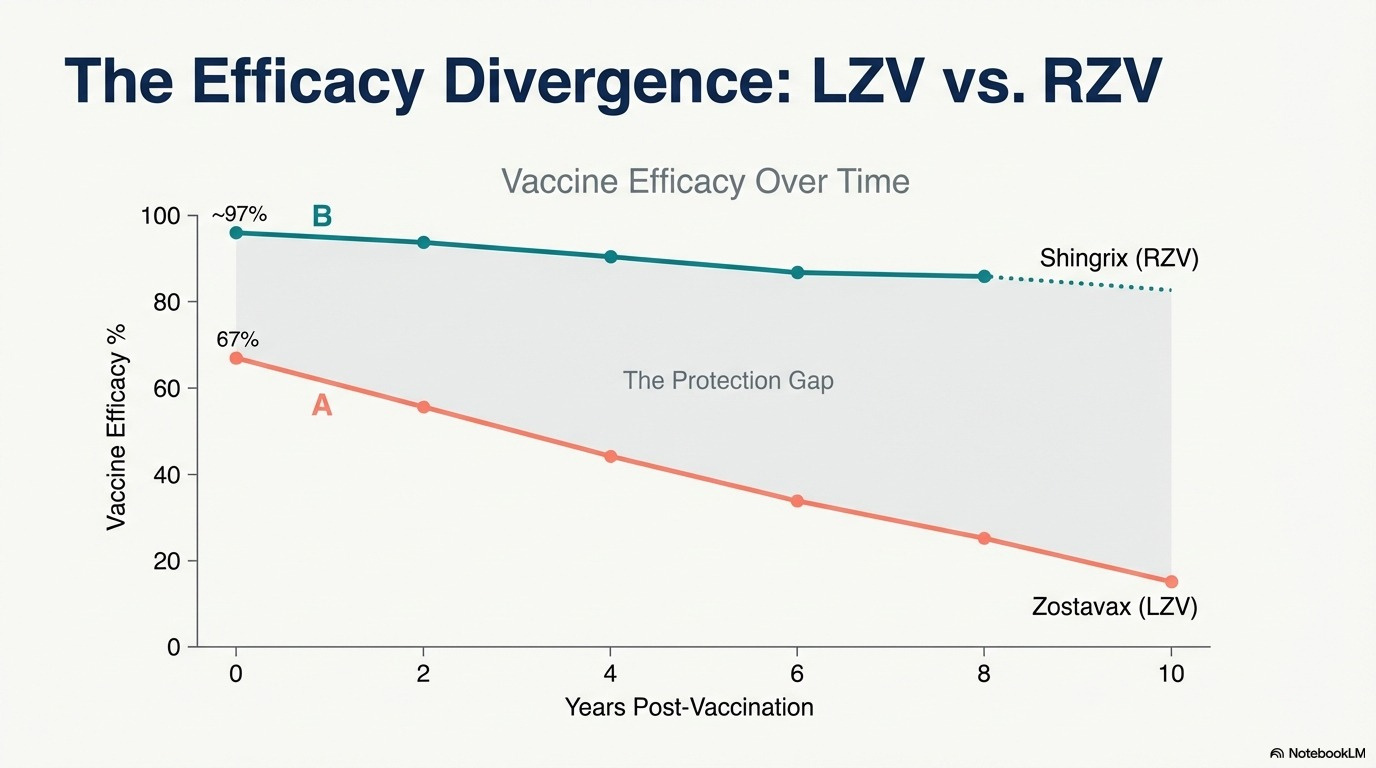 The Efficacy Divergence: LZV vs. RZV
Vaccine Efficacy Over Time
100
80
60
40
20
0
Vaccine Efficacy %
~97%
B
67%
A
The Protection Gap
Shingrix (RZV)
Zostavax (LZV)
0 2 4 6 8 10
Years Post-Vaccination
NotebookLM